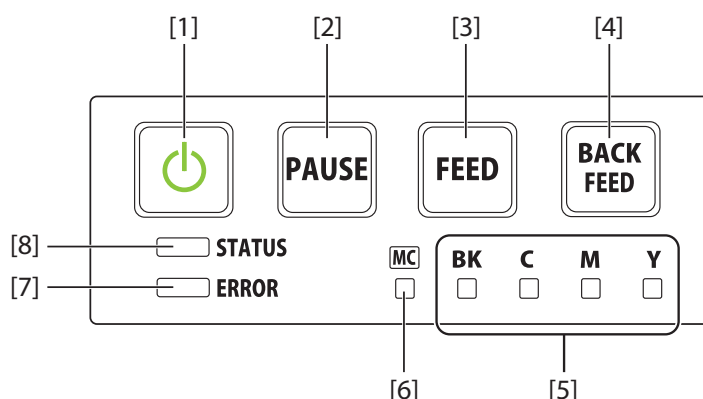 [1] [2] [3] [4]
PAUSE FEED BACK
FEED
[8] STATUS MC BK C M Y
[7] ERROR
[6] [5]